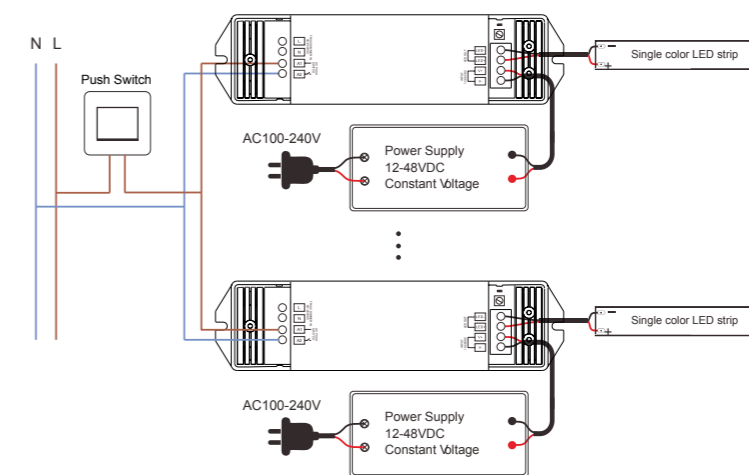 N L
Push Switch
Single color LED strip
AC100-240V
Power Supply
12-48VDC
Constant Voltage
Single color LED strip
AC100-240V
Power Supply
12-48VDC
Constant Voltage